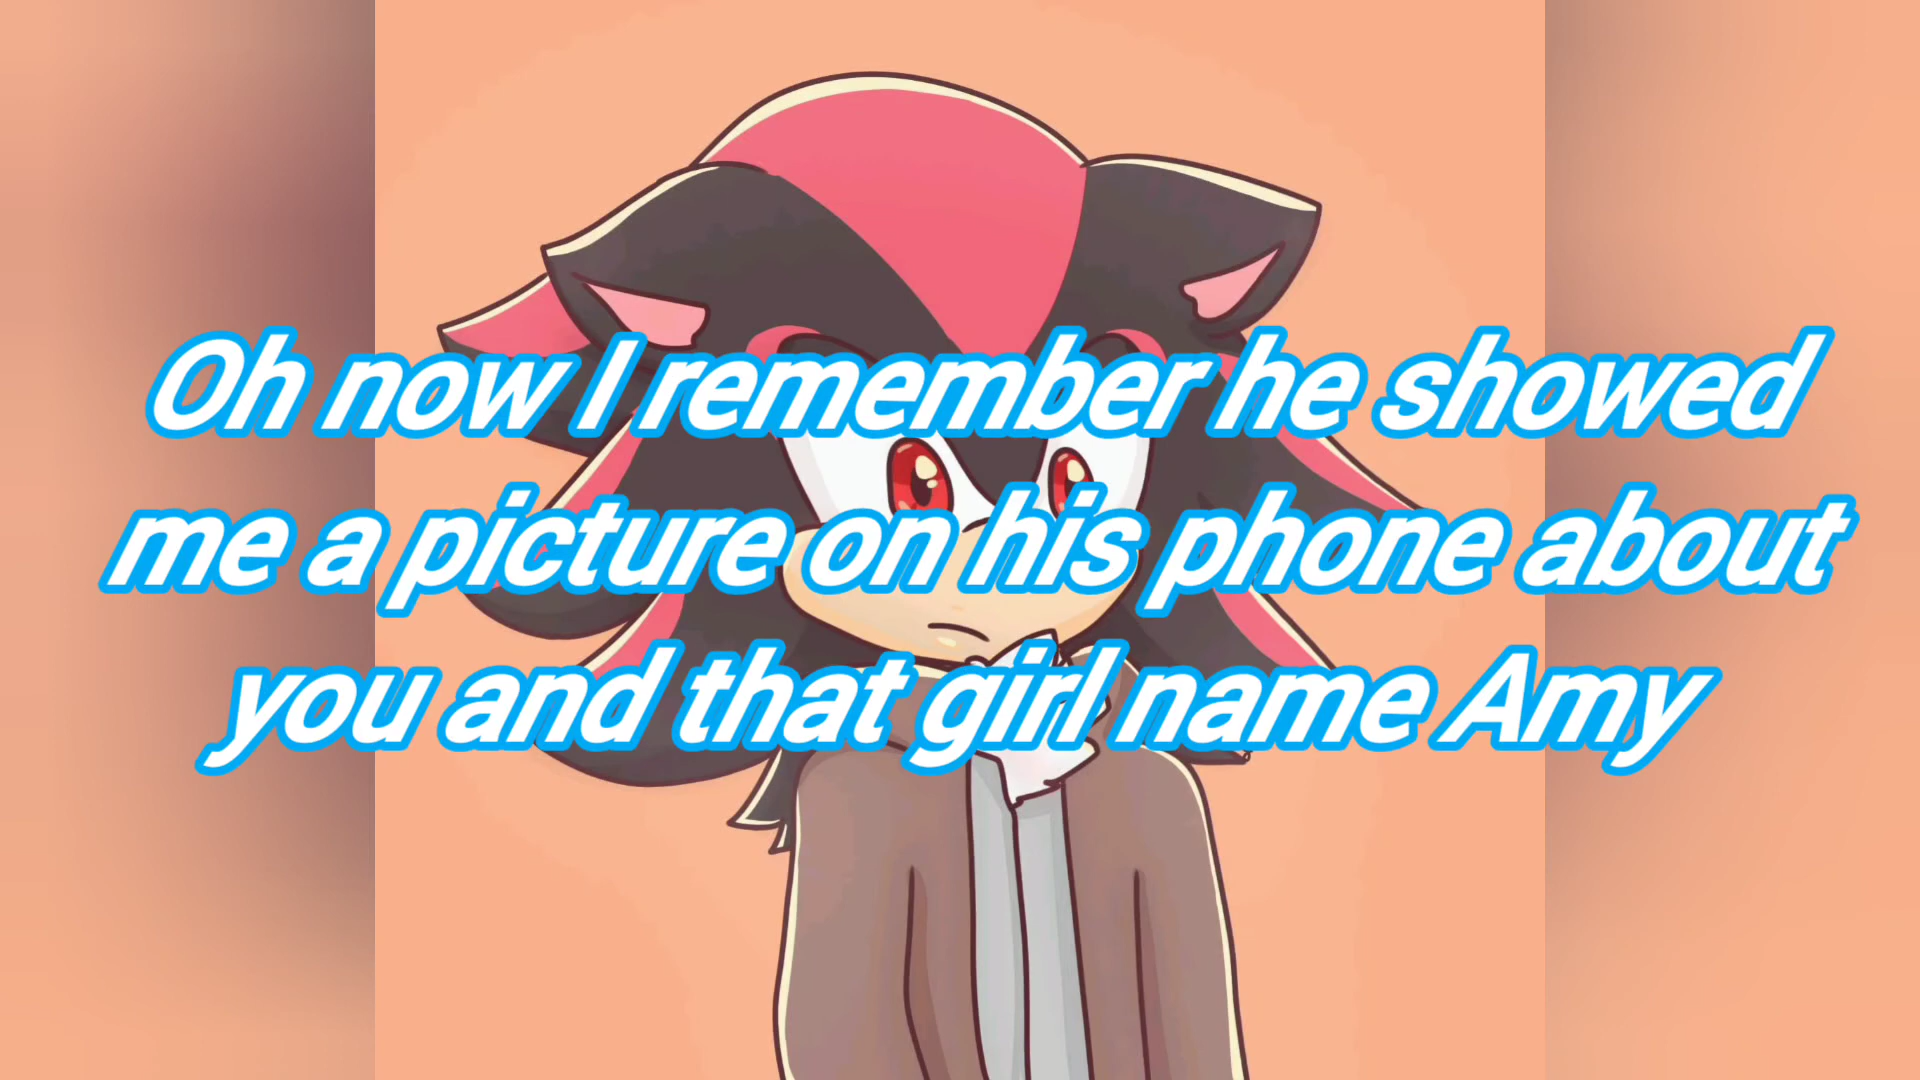 Oh now I remember he showed
me a picture on his phone about
you and that girl name Amy